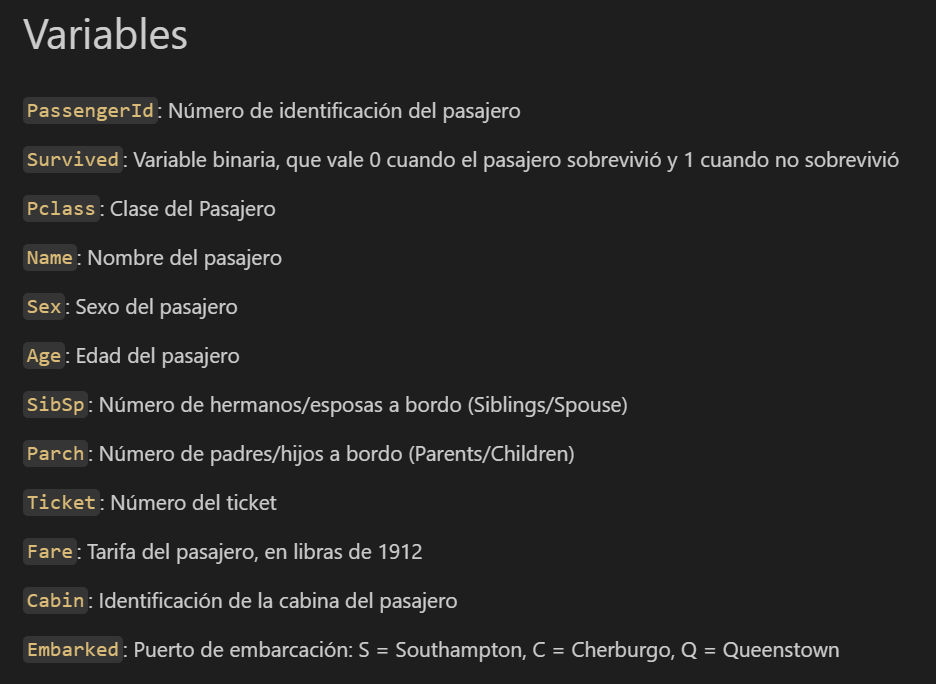 Variables
PassengerId: Número de identificación del pasajero
Survived: Variable binaria, que vale 0 cuando el pasajero sobrevivió y 1 cuando no sobrevivió
Pclass: Clase del Pasajero
Name: Nombre del pasajero
Sex: Sexo del pasajero
Age: Edad del pasajero
SibSp: Número de hermanos/esposas a bordo (Siblings/Spouse)
Parch: Número de padres/hijos a bordo (Parents/Children)
Ticket: Número del ticket
Fare: Tarifa del pasajero, en libras de 1912
Cabin: Identificación de la cabina del pasajero
Embarked: Puerto de embarcación: S = Southampton, C = Cherburgo, Q = Queenstown